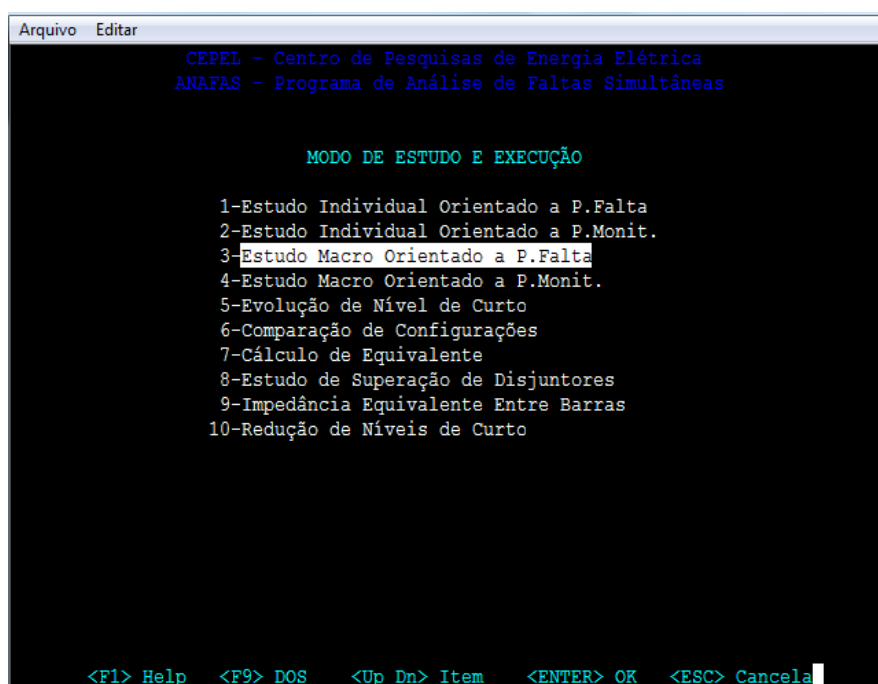 Arquivo Editar
CEPEL - Centro de Pesquisas de Energia Elétrica
ANAFAS - Programa de Análise de Faltas Simultâneas
MODO DE ESTUDO E EXECUÇÃO
1-Estudo Individual Orientado a P.Falta
2-Estudo Individual Orientado a P.Monit.
3-Estudo Macro Orientado a P.Falta
4-Estudo Macro Orientado a P.Monit.
5-Evolução de Nível de Curto
6-Comparação de Configurações
7-Cálculo de Equivalente
8-Estudo de Superação de Disjuntores
9-Impedância Equivalente Entre Barras
10-Redução de Níveis de Curto
<F1> Help <F9> DOS <Up Dn> Item <ENTER> OK <ESC> Cancela